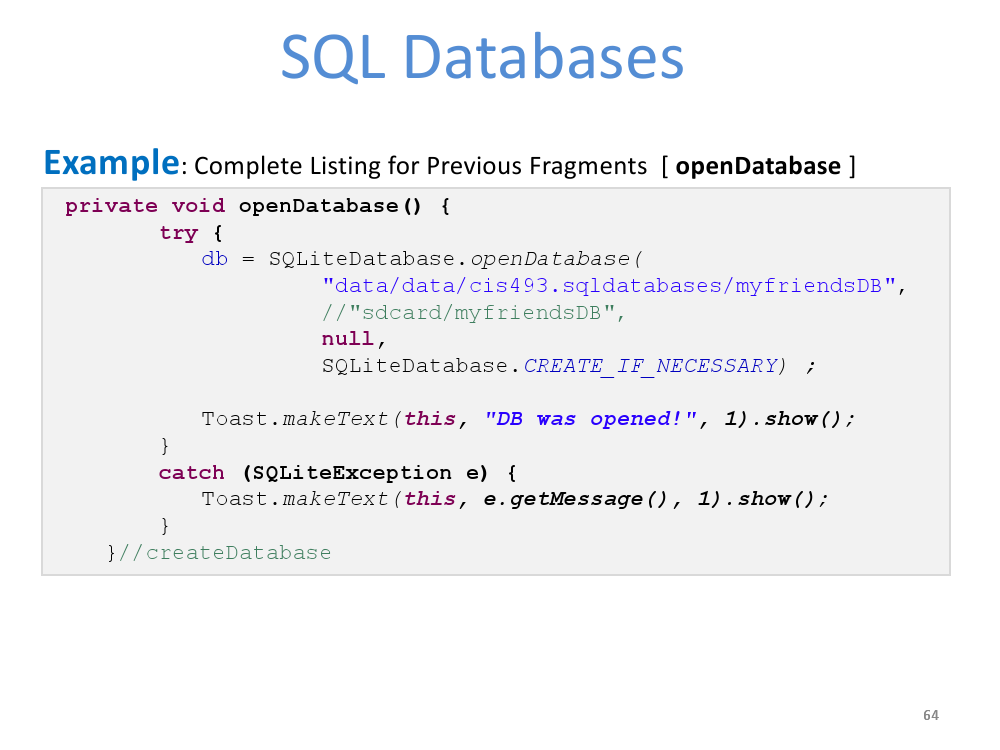 SQL Databases
Example: Complete Listing for Previous Fragments [ openDatabase ]
private void openDatabase() {
try {
db = SQLiteDatabase.openDatabase(
"data/data/cis493.sqldatabases/myfriendsDB",
//"sdcard/myfriendsDB",
null,
SQLiteDatabase.CREATE_IF_NECESSARY) ;
Toast.makeText(this, "DB was opened!", 1).show();
}
catch (SQLiteException e) {
Toast.makeText(this, e.getMessage(), 1).show();
}
}//createDatabase
64